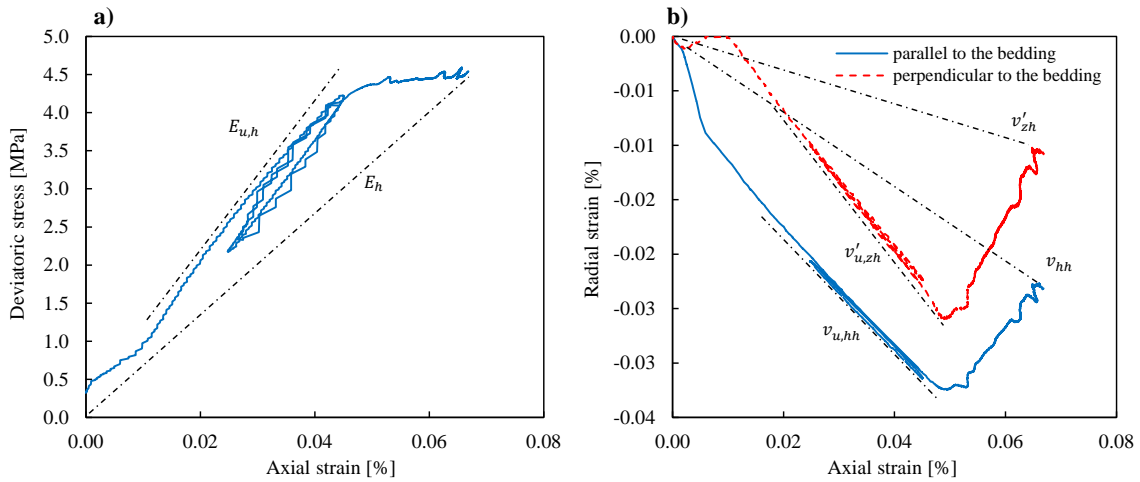 a)
Deviatoric stress [MPa]
5.0
4.5
4.0
3.5
3.0
2.5
2.0
1.5
1.0
0.5
0.0
E_{u,h}
E_h
0.00 0.02 0.04 0.06 0.08
Axial strain [%]
b)
Radial strain [%]
0.00
-0.01
-0.01
-0.02
-0.02
-0.03
-0.03
-0.04
parallel to the bedding
perpendicular to the bedding
v'_{zh}
v'_{u,zh}
v_{hh}
v_{u,hh}
0.00 0.02 0.04 0.06 0.08
Axial strain [%]